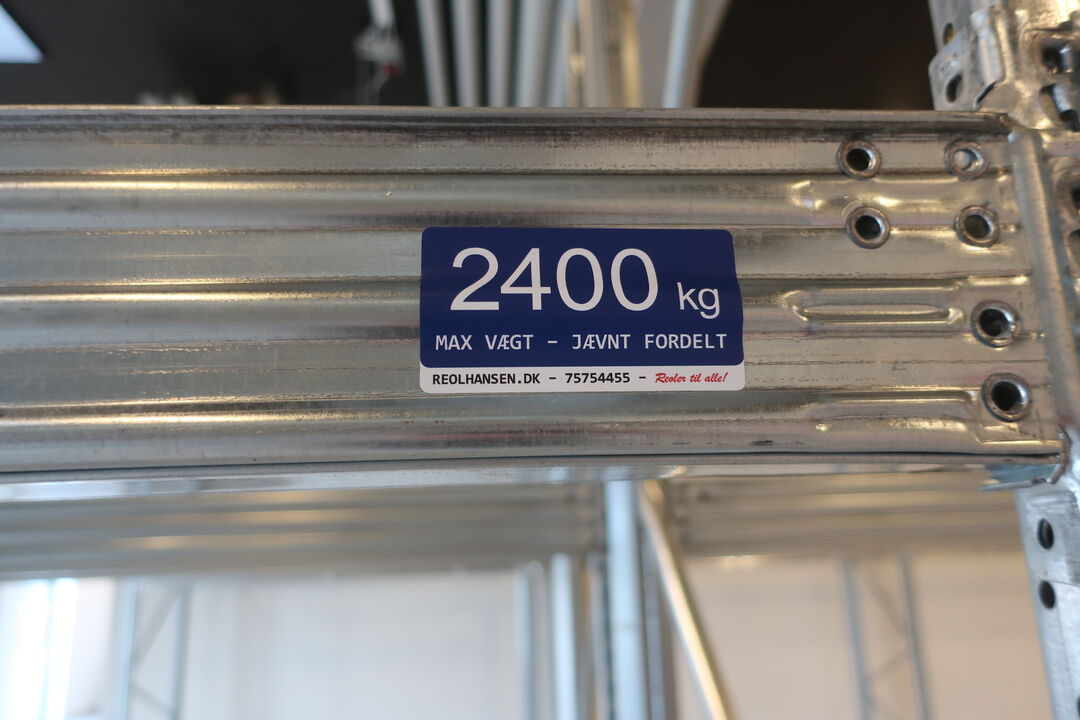 2400 kg
MAX VÆGT - JÆVNT FORDELT
REOLHANSEN.DK - 75754455 - Reoler til alle!